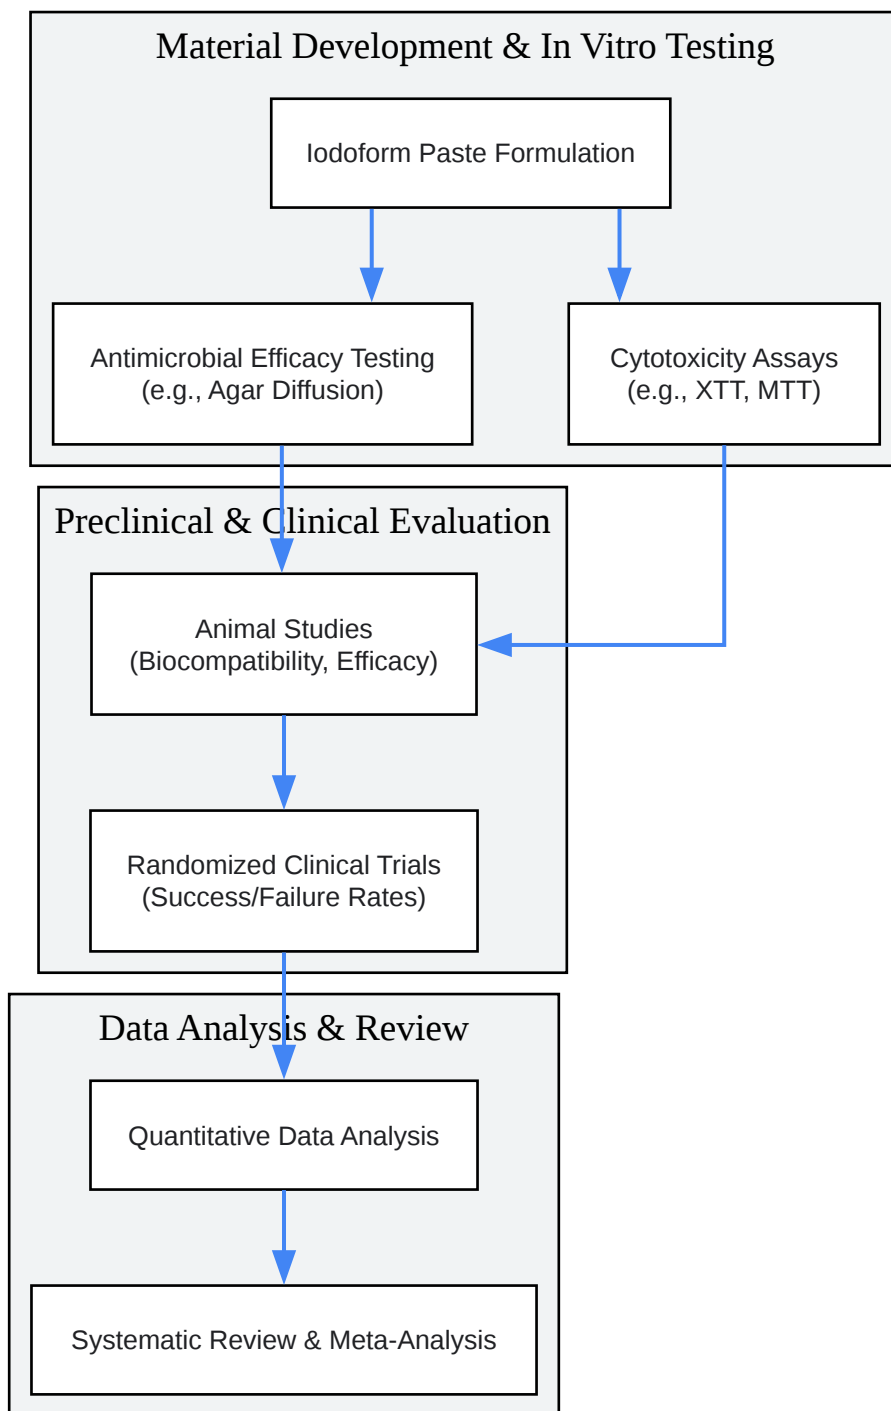 Material Development & In Vitro Testing
Iodoform Paste Formulation
Antimicrobial Efficacy Testing
(e.g., Agar Diffusion)
Cytotoxicity Assays
(e.g., XTT, MTT)
Preclinical & Clinical Evaluation
Animal Studies
(Biocompatibility, Efficacy)
Randomized Clinical Trials
(Success/Failure Rates)
Data Analysis & Review
Quantitative Data Analysis
Systematic Review & Meta-Analysis